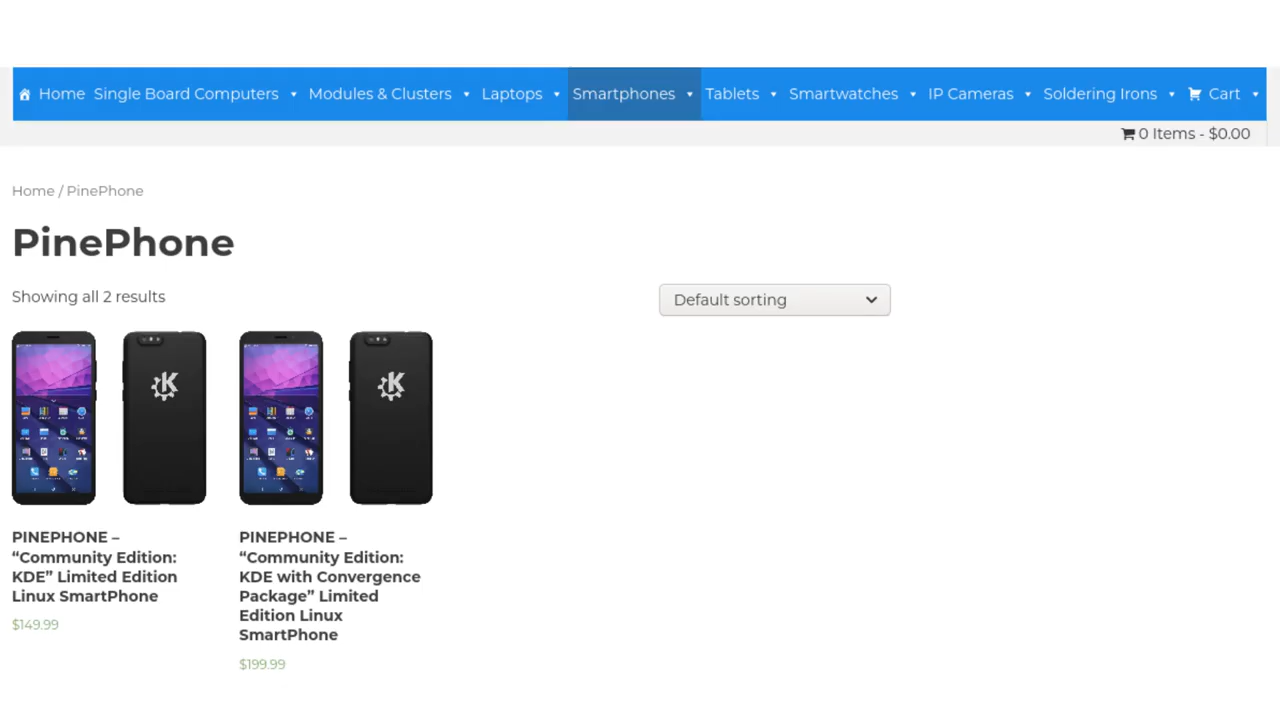 Home Single Board Computers Modules & Clusters Laptops Smartphones Tablets Smartwatches IP Cameras Soldering Irons Cart
0 Items - $0.00
Home / PinePhone
PinePhone
Showing all 2 results
Default sorting
K K
PINEPHONE –
“Community Edition:
KDE” Limited Edition
Linux SmartPhone
$149.99
PINEPHONE –
“Community Edition:
KDE with Convergence
Package” Limited
Edition Linux
SmartPhone
$199.99